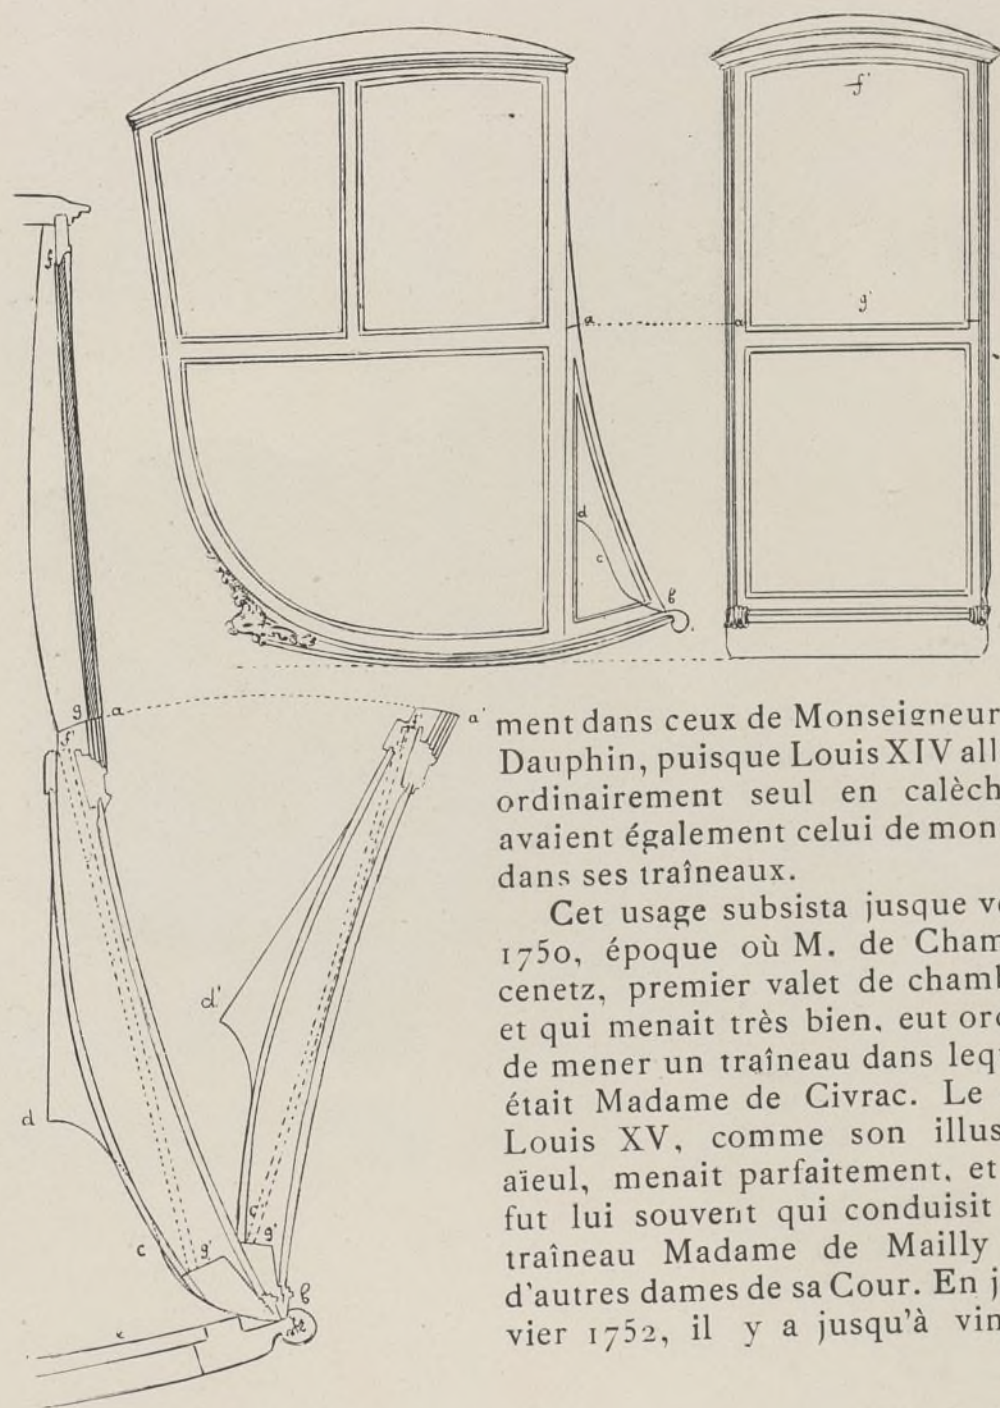 ment dans ceux de Monseigneur
Dauphin, puisque Louis XIV all
ordinairement seul en calèch
avaient également celui de mon
dans ses traîneaux.
Cet usage subsista jusque v
1750, époque où M. de Cham
cenetz, premier valet de chamb
et qui menait très bien, eut or
de mener un traîneau dans leq
était Madame de Civrac. Le
Louis XV, comme son illus
aïeul, menait parfaitement, et
fut lui souvent qui conduisit
traîneau Madame de Mailly
d'autres dames de sa Cour. En j
vier 1752, il y a jusqu'à vin
f'
g'
a
a
d
c
b
f
g
a
a'
d'
d
c
g'
c
g'
b